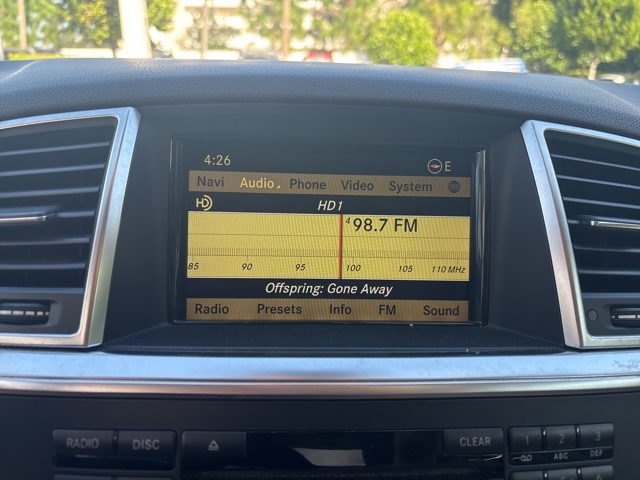 4:26 E
Navi Audio Phone Video System
HD HD1
4 98.7 FM
85 90 95 100 105 110 MHz
Offspring: Gone Away
Radio Presets Info FM Sound
RADIO DISC CLEAR 1 2 3
ABC DEF